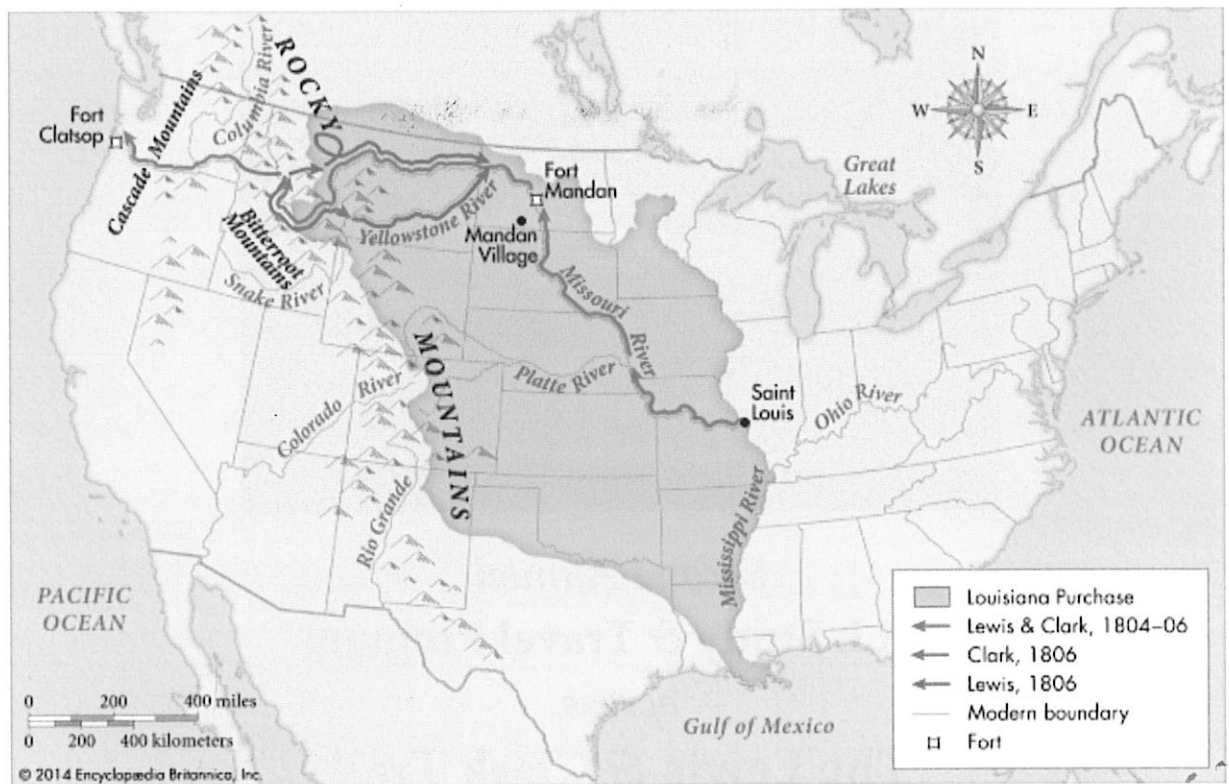 ROCKY
Columbia River
Cascade Mountains
Fort
Clatsop
N
W
E
S
Great
Lakes
Fort
Mandan
Yellowstone River
Mandan
Village
Bitterroot
Mountains
Snake River
Missouri
River
MOUNTAINS
Platte River
Saint
Louis
Ohio River
ATLANTIC
OCEAN
Colorado River
Rio Grande
Mississippi River
PACIFIC
OCEAN
Gulf of Mexico
Louisiana Purchase
Lewis & Clark, 1804–06
Clark, 1806
Lewis, 1806
Modern boundary
Fort
0 200 400 miles
0 200 400 kilometers
© 2014 Encyclopædia Britannica, Inc.